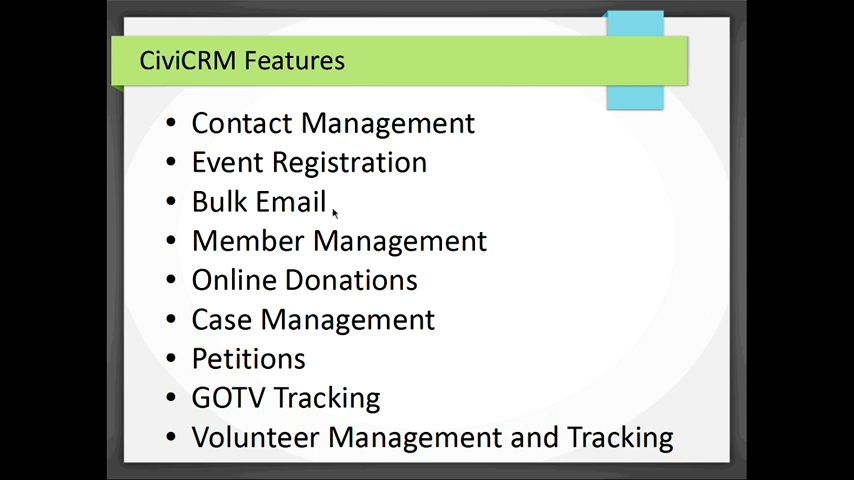 CiviCRM Features
• Contact Management
• Event Registration
• Bulk Email
• Member Management
• Online Donations
• Case Management
• Petitions
• GOTV Tracking
• Volunteer Management and Tracking